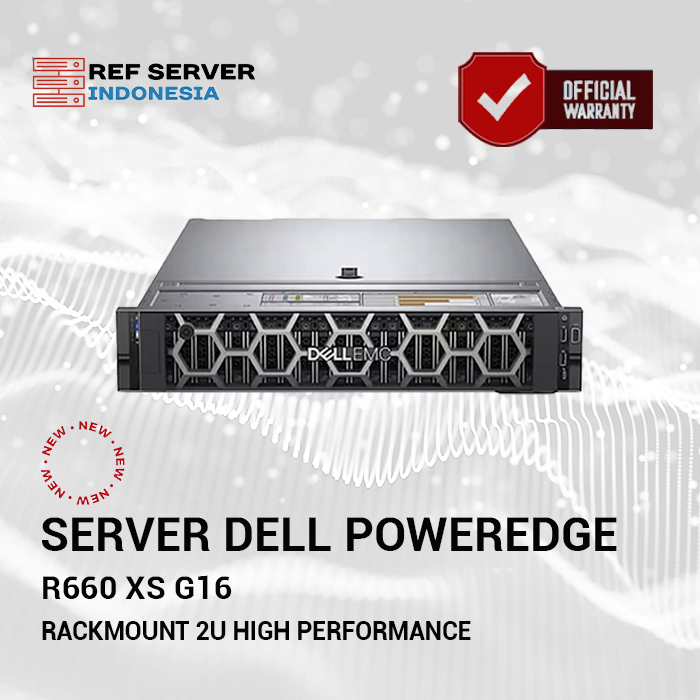 REF SERVER
INDONESIA
OFFICIAL
WARRANTY
DELLEMC
NEW • NEW • NEW • NEW • NEW •
SERVER DELL POWEREDGE
R660 XS G16
RACKMOUNT 2U HIGH PERFORMANCE